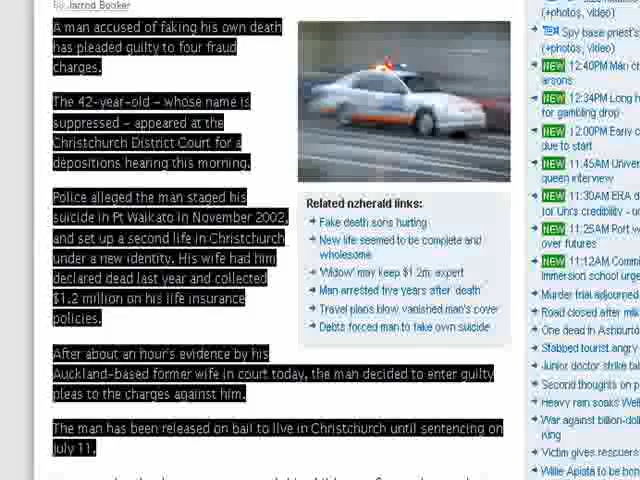 by Jarrod Booker
A man accused of faking his own death
has pleaded guilty to four fraud
charges.
The 42-year-old - whose name is
suppressed - appeared at the
Christchurch District Court for a
depositions hearing this morning.
Police alleged the man staged his
suicide in Pt Waikato in November 2002,
and set up a second life in Christchurch
under a new identity. His wife had him
declared dead last year and collected
$1.2 million on his life insurance
policies.
After about an hour's evidence by his
Auckland-based former wife in court today, the man decided to enter guilty
pleas to the charges against him.
The man has been released on bail to live in Christchurch until sentencing on
July 11.
Related nzherald links:
Fake death sons hurting
New life seemed to be complete and
wholesome
'Widow' may keep $1.2m: expert
Man arrested five years after 'death'
Travel plans blow vanished man's cover
Debts forced man to fake own suicide
(+photos, video)
Spy base priest's
(+photos, video)
NEW 12:40PM Man ch
arsons
NEW 12:34PM Long h
for gambling drop
NEW 12:00PM Early
due to start
NEW 11:45AM Univer
queen interview
NEW 11:30AM ERA d
for Uni's credibility - u
NEW 11:25AM Port w
over futures
NEW 11:12AM Commi
immersion school urge
Murder trial adjourned
Road closed after milk
One dead in Ashburto
Stabbed tourist angry
Junior doctor strike
Second thoughts on p
Heavy rain soaks Wel
War against billion-doll
king
Victim gives rescuers
Willie Apiata to be hon